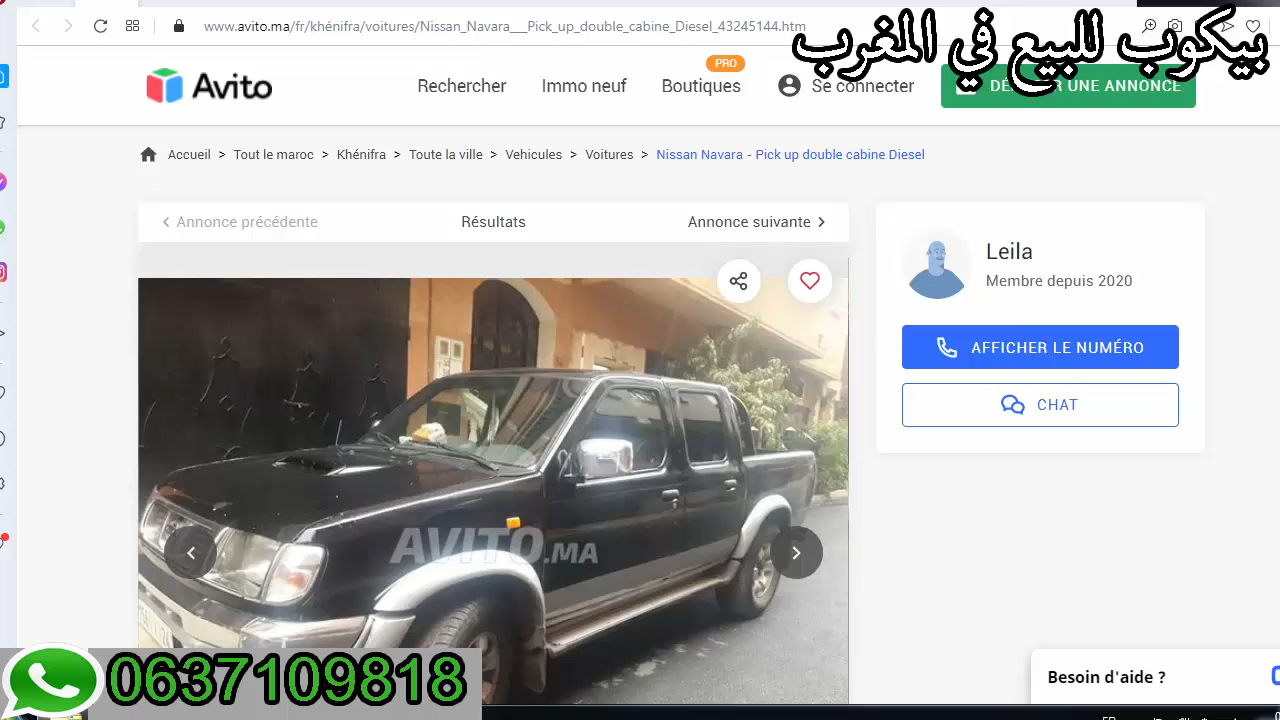 www.avito.ma/fr/khénifra/voitures/Nissan_Navara___Pick_up_double_cabine_Diesel_43245144.htm
بيكوب للبيع في المغرب
Avito
Rechercher
Immo neuf
Boutiques
PRO
Se connecter
UNE ANNONCE
Accueil > Tout le maroc > Khénifra > Toute la ville > Vehicules > Voitures > Nissan Navara - Pick up double cabine Diesel
Annonce précédente
Résultats
Annonce suivante
Leila
Membre depuis 2020
AFFICHER LE NUMÉRO
CHAT
AVITO.MA
0637109818
Besoin d'aide ?